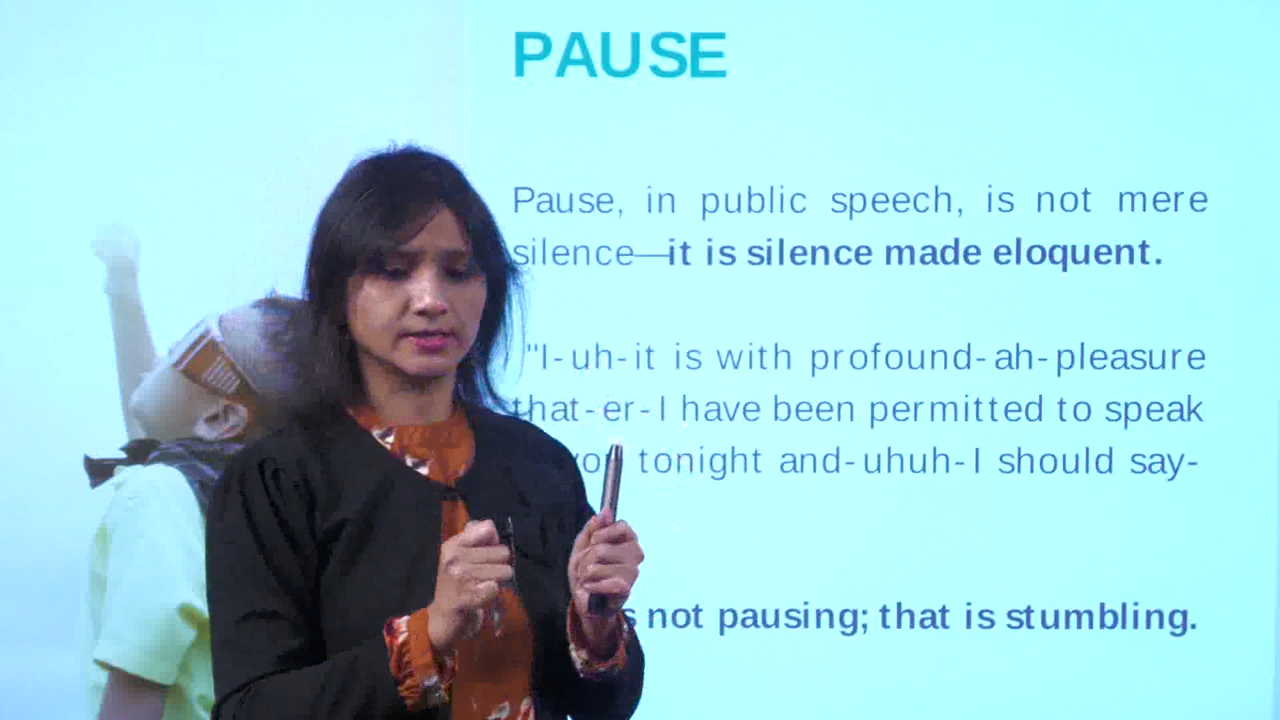 PAUSE
Pause, in public speech, is not mere
silence—it is silence made eloquent.
"I-uh-it is with profound-ah-pleasure
that-er-I have been permitted to speak
tonight and-uhuh-I should say-
not pausing; that is stumbling.